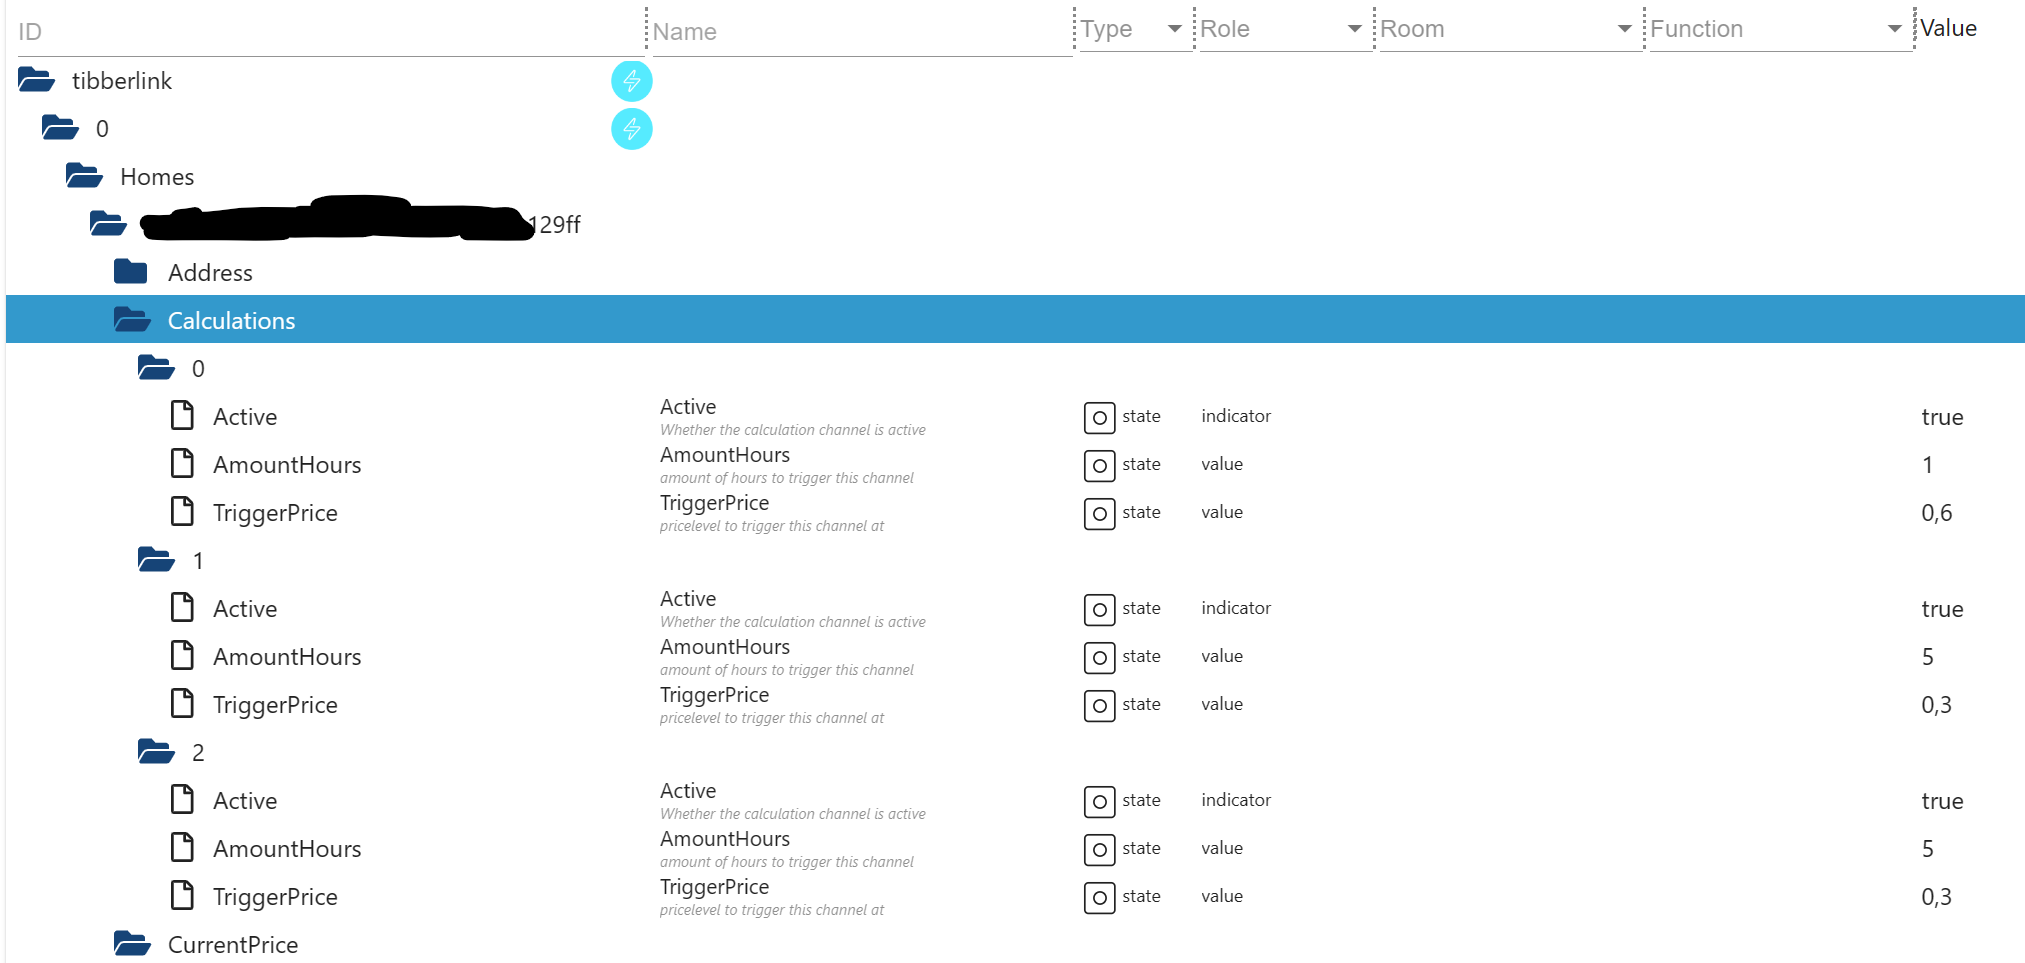 ID Name Type Role Room Function Value
tibberlink
0
Homes
129ff
Address
Calculations
0
Active Active state indicator true
Whether the calculation channel is active
AmountHours AmountHours state value 1
amount of hours to trigger this channel
TriggerPrice TriggerPrice state value 0,6
pricelevel to trigger this channel at
1
Active Active state indicator true
Whether the calculation channel is active
AmountHours AmountHours state value 5
amount of hours to trigger this channel
TriggerPrice TriggerPrice state value 0,3
pricelevel to trigger this channel at
2
Active Active state indicator true
Whether the calculation channel is active
AmountHours AmountHours state value 5
amount of hours to trigger this channel
TriggerPrice TriggerPrice state value 0,3
pricelevel to trigger this channel at
CurrentPrice